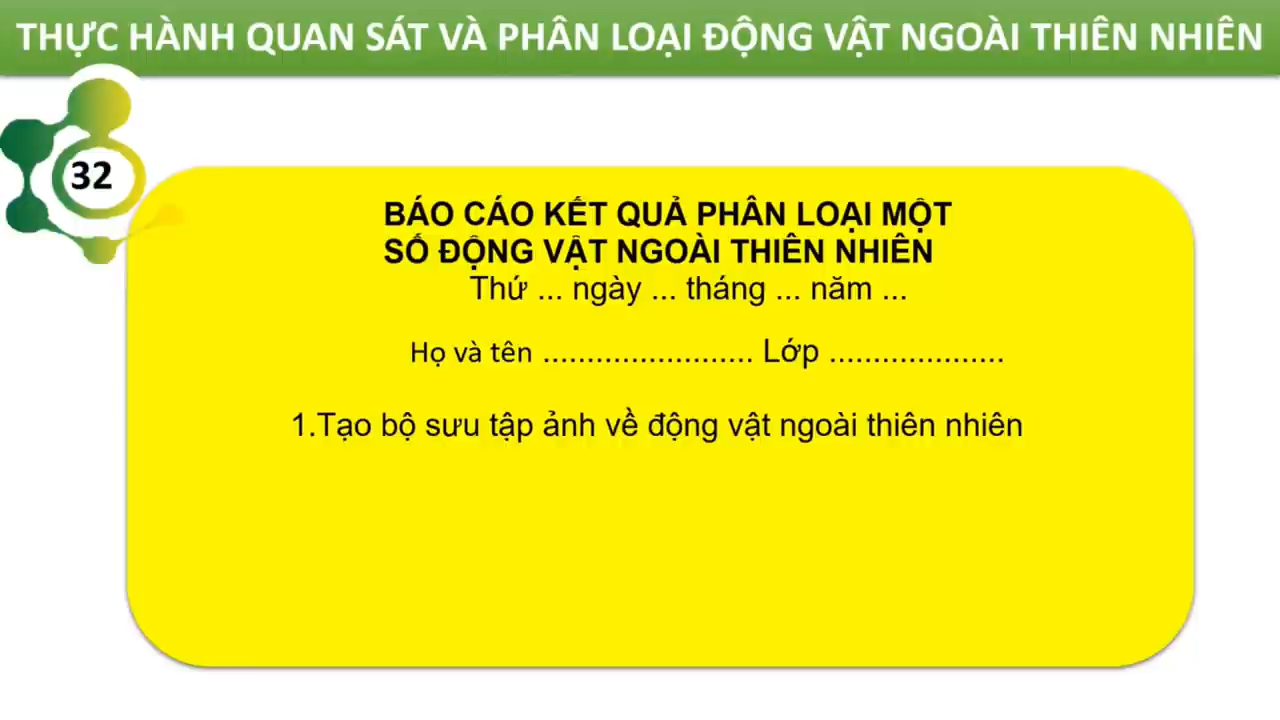 THỰC HÀNH QUAN SÁT VÀ PHÂN LOẠI ĐỘNG VẬT NGOÀI THIÊN NHIÊN
32
BÁO CÁO KẾT QUẢ PHÂN LOẠI MỘT
SỐ ĐỘNG VẬT NGOÀI THIÊN NHIÊN
Thứ ... ngày ... tháng ... năm ...
Họ và tên ........................ Lớp ....................
1.Tạo bộ sưu tập ảnh về động vật ngoài thiên nhiên